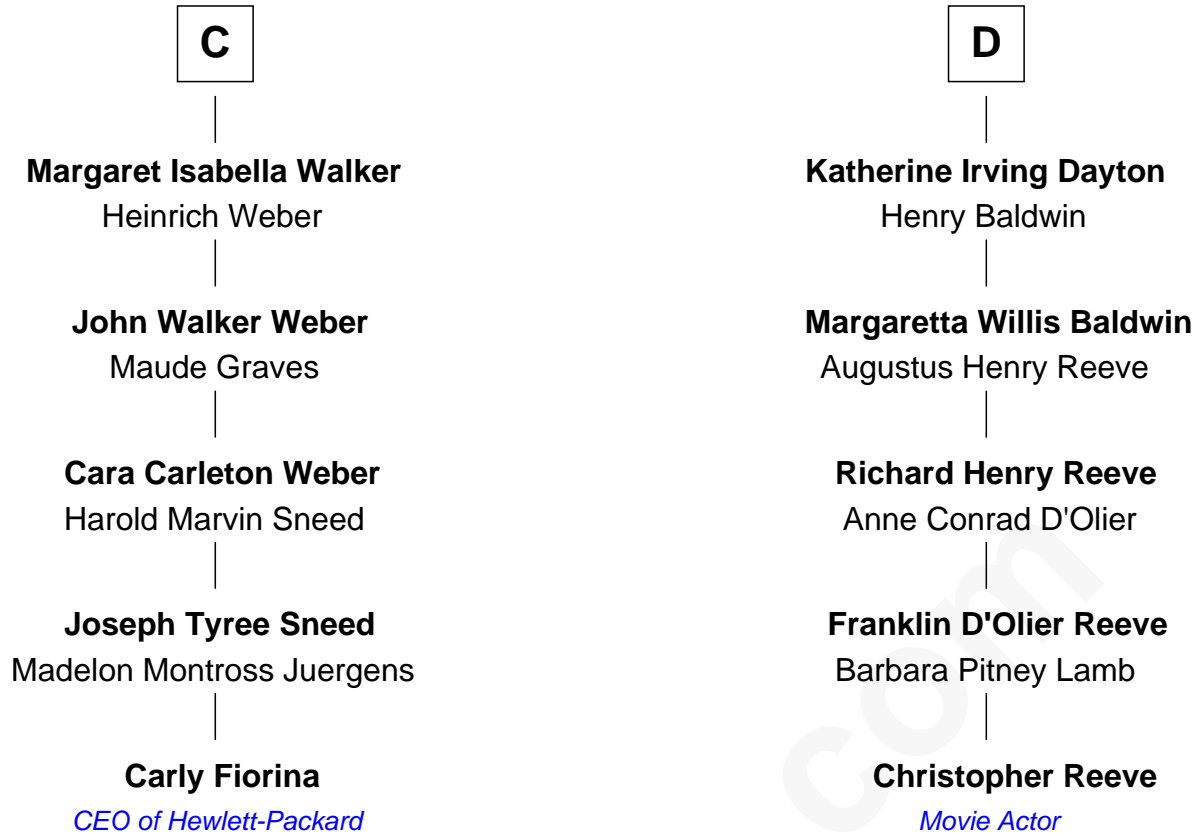 C
Margaret Isabella Walker
Heinrich Weber
John Walker Weber
Maude Graves
Cara Carleton Weber
Harold Marvin Sneed
Joseph Tyree Sneed
Madelon Montross Juergens
Carly Fiorina
CEO of Hewlett-Packard
D
Katherine Irving Dayton
Henry Baldwin
Margaretta Willis Baldwin
Augustus Henry Reeve
Richard Henry Reeve
Anne Conrad D'Olier
Franklin D'Olier Reeve
Barbara Pitney Lamb
Christopher Reeve
Movie Actor
com